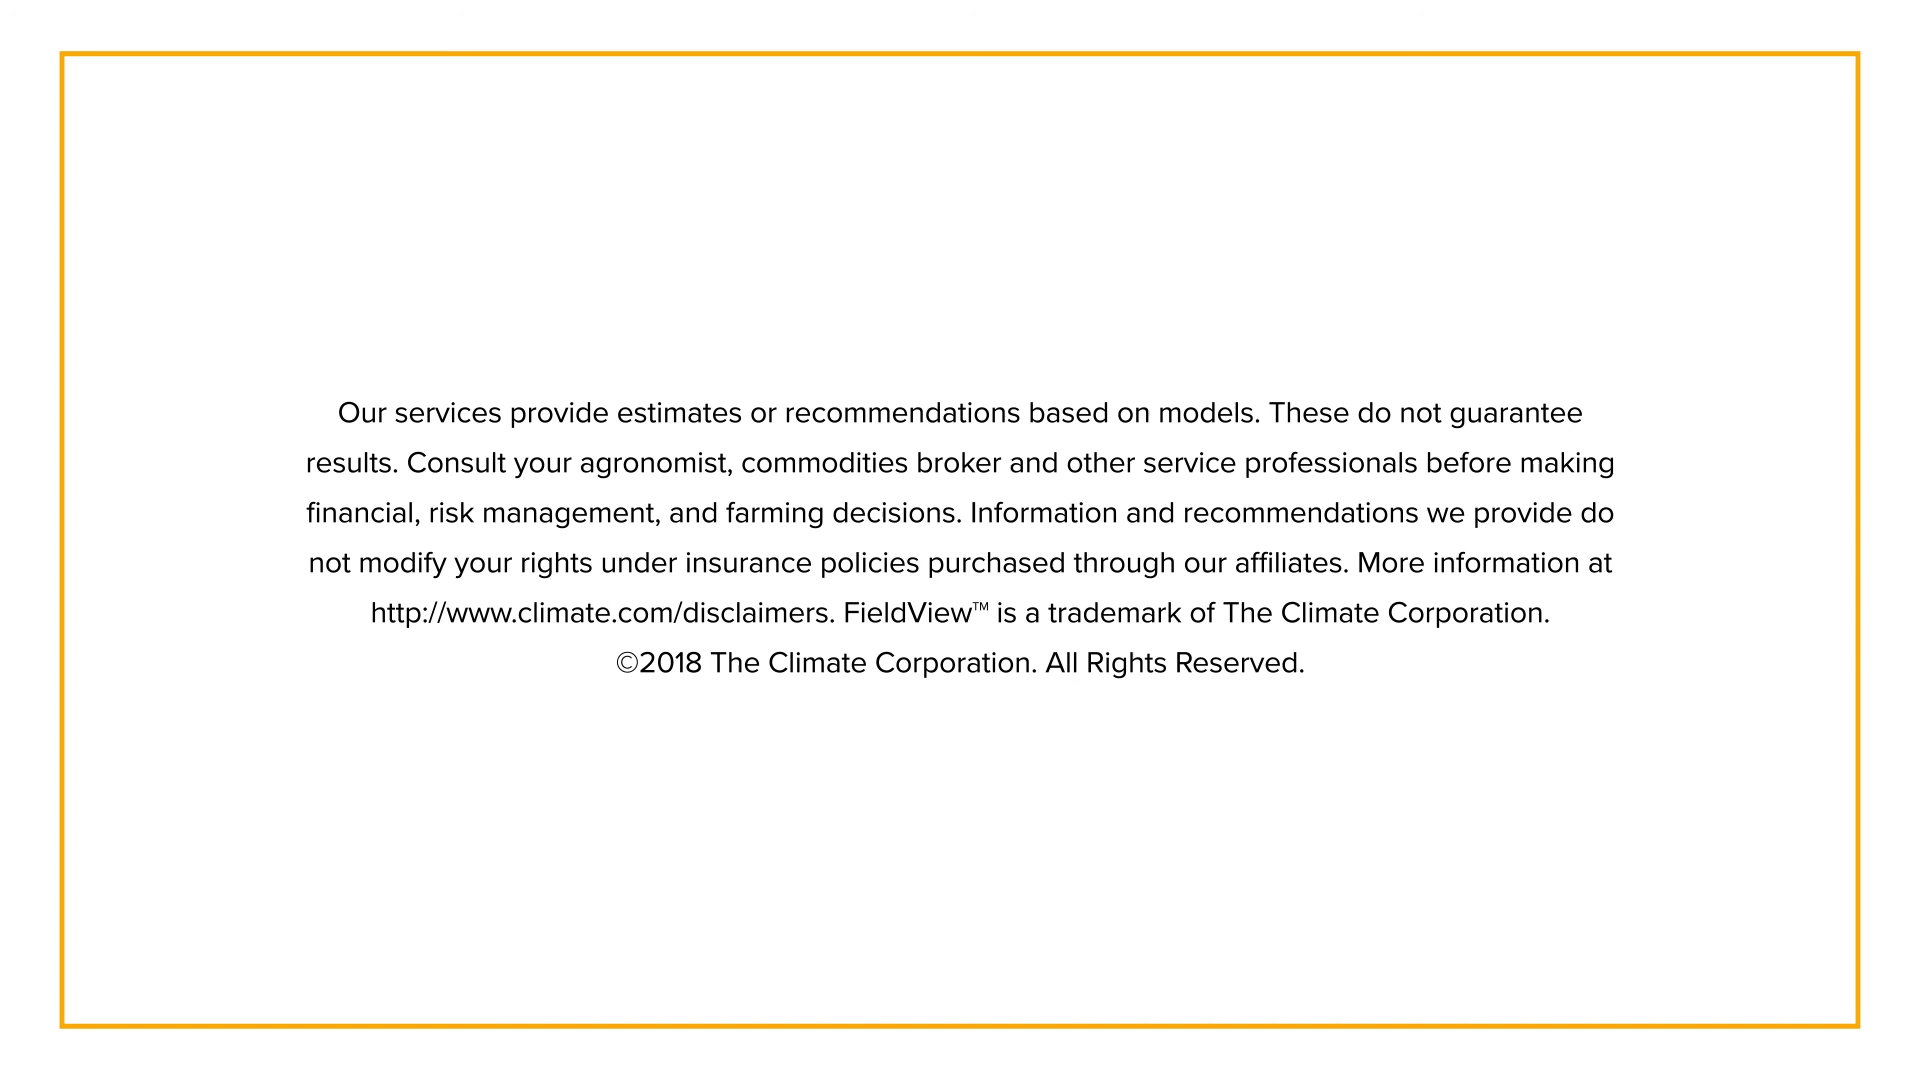 Our services provide estimates or recommendations based on models. These do not guarantee
results. Consult your agronomist, commodities broker and other service professionals before making
financial, risk management, and farming decisions. Information and recommendations we provide do
not modify your rights under insurance policies purchased through our affiliates. More information at
http://www.climate.com/disclaimers. FieldView™ is a trademark of The Climate Corporation.
©2018 The Climate Corporation. All Rights Reserved.